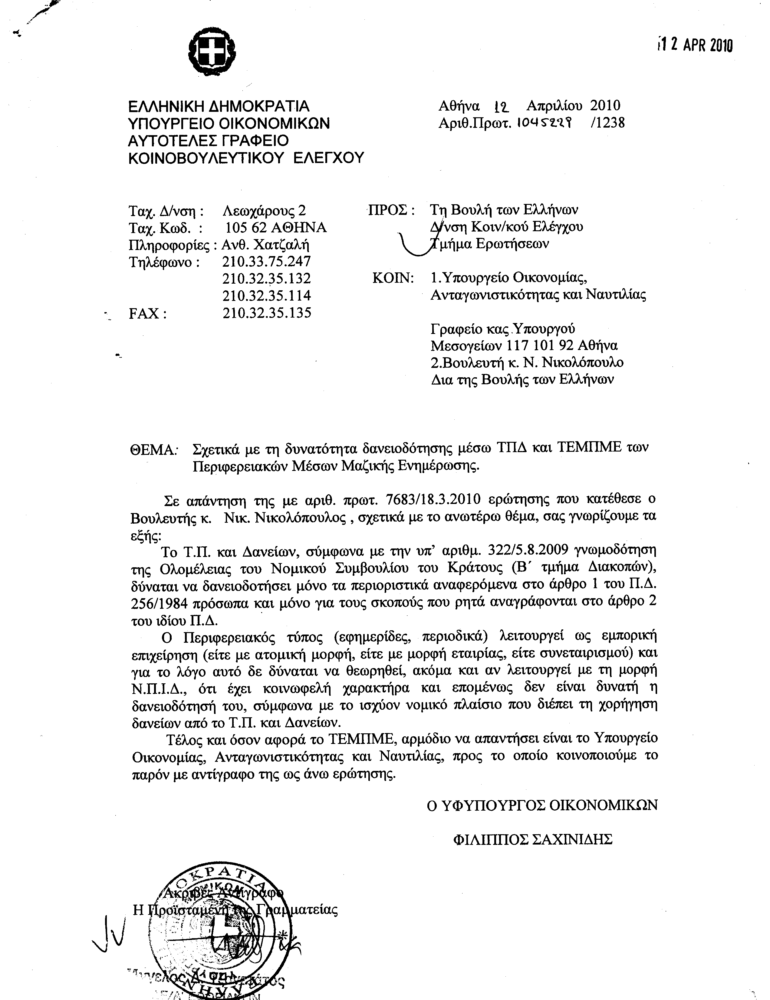 12 APR 2010
ΕΛΛΗΝΙΚΗ ΔΗΜΟΚΡΑΤΙΑ
ΥΠΟΥΡΓΕΙΟ ΟΙΚΟΝΟΜΙΚΩΝ
ΑΥΤΟΤΕΛΕΣ ΓΡΑΦΕΙΟ
ΚΟΙΝΟΒΟΥΛΕΥΤΙΚΟΥ ΕΛΕΓΧΟΥ
Αθήνα 12 Απριλίου 2010
Αριθ.Πρωτ. 1045229 /1238
Ταχ. Δ/νση : Λεωχάρους 2
Ταχ. Κωδ. : 105 62 ΑΘΗΝΑ
Πληροφορίες : Ανθ. Χατζαλή
Τηλέφωνο : 210.33.75.247
210.32.35.132
210.32.35.114
FAX : 210.32.35.135
ΠΡΟΣ : Τη Βουλή των Ελλήνων
Δ/νση Κοιν/κού Ελέγχου
Τμήμα Ερωτήσεων
ΚΟΙΝ: 1.Υπουργείο Οικονομίας,
Ανταγωνιστικότητας και Ναυτιλίας
Γραφείο κας Υπουργού
Μεσογείων 117 101 92 Αθήνα
2.Βουλευτή κ. Ν. Νικολόπουλο
Δια της Βουλής των Ελλήνων
ΘΕΜΑ: Σχετικά με τη δυνατότητα δανειοδότησης μέσω ΤΠΔ και ΤΕΜΠΜΕ των
Περιφερειακών Μέσων Μαζικής Ενημέρωσης.
Σε απάντηση της με αριθ. πρωτ. 7683/18.3.2010 ερώτησης που κατέθεσε ο
Βουλευτής κ. Νικ. Νικολόπουλος , σχετικά με το ανωτέρω θέμα, σας γνωρίζουμε τα
εξής:
Το Τ.Π. και Δανείων, σύμφωνα με την υπ’ αριθμ. 322/5.8.2009 γνωμοδότηση
της Ολομέλειας του Νομικού Συμβουλίου του Κράτους (Β΄ τμήμα Διακοπών),
δύναται να δανειοδοτήσει μόνο τα περιοριστικά αναφερόμενα στο άρθρο 1 του Π.Δ.
256/1984 πρόσωπα και μόνο για τους σκοπούς που ρητά αναγράφονται στο άρθρο 2
του ιδίου Π.Δ.
Ο Περιφερειακός τύπος (εφημερίδες, περιοδικά) λειτουργεί ως εμπορική
επιχείρηση (είτε με ατομική μορφή, είτε με μορφή εταιρίας, είτε συνεταιρισμού) και
για το λόγο αυτό δε δύναται να θεωρηθεί, ακόμα και αν λειτουργεί με τη μορφή
Ν.Π.Ι.Δ., ότι έχει κοινωφελή χαρακτήρα και επομένως δεν είναι δυνατή η
δανειοδότησή του, σύμφωνα με το ισχύον νομικό πλαίσιο που διέπει τη χορήγηση
δανείων από το Τ.Π. και Δανείων.
Τέλος και όσον αφορά το ΤΕΜΠΜΕ, αρμόδιο να απαντήσει είναι το Υπουργείο
Οικονομίας, Ανταγωνιστικότητας και Ναυτιλίας, προς το οποίο κοινοποιούμε το
παρόν με αντίγραφο της ως άνω ερώτησης.
Ο ΥΦΥΠΟΥΡΓΟΣ ΟΙΚΟΝΟΜΙΚΩΝ
ΦΙΛΙΠΠΟΣ ΣΑΧΙΝΙΔΗΣ
Ακριβές Αντίγραφο
Η Προϊσταμένη της Γραμματείας